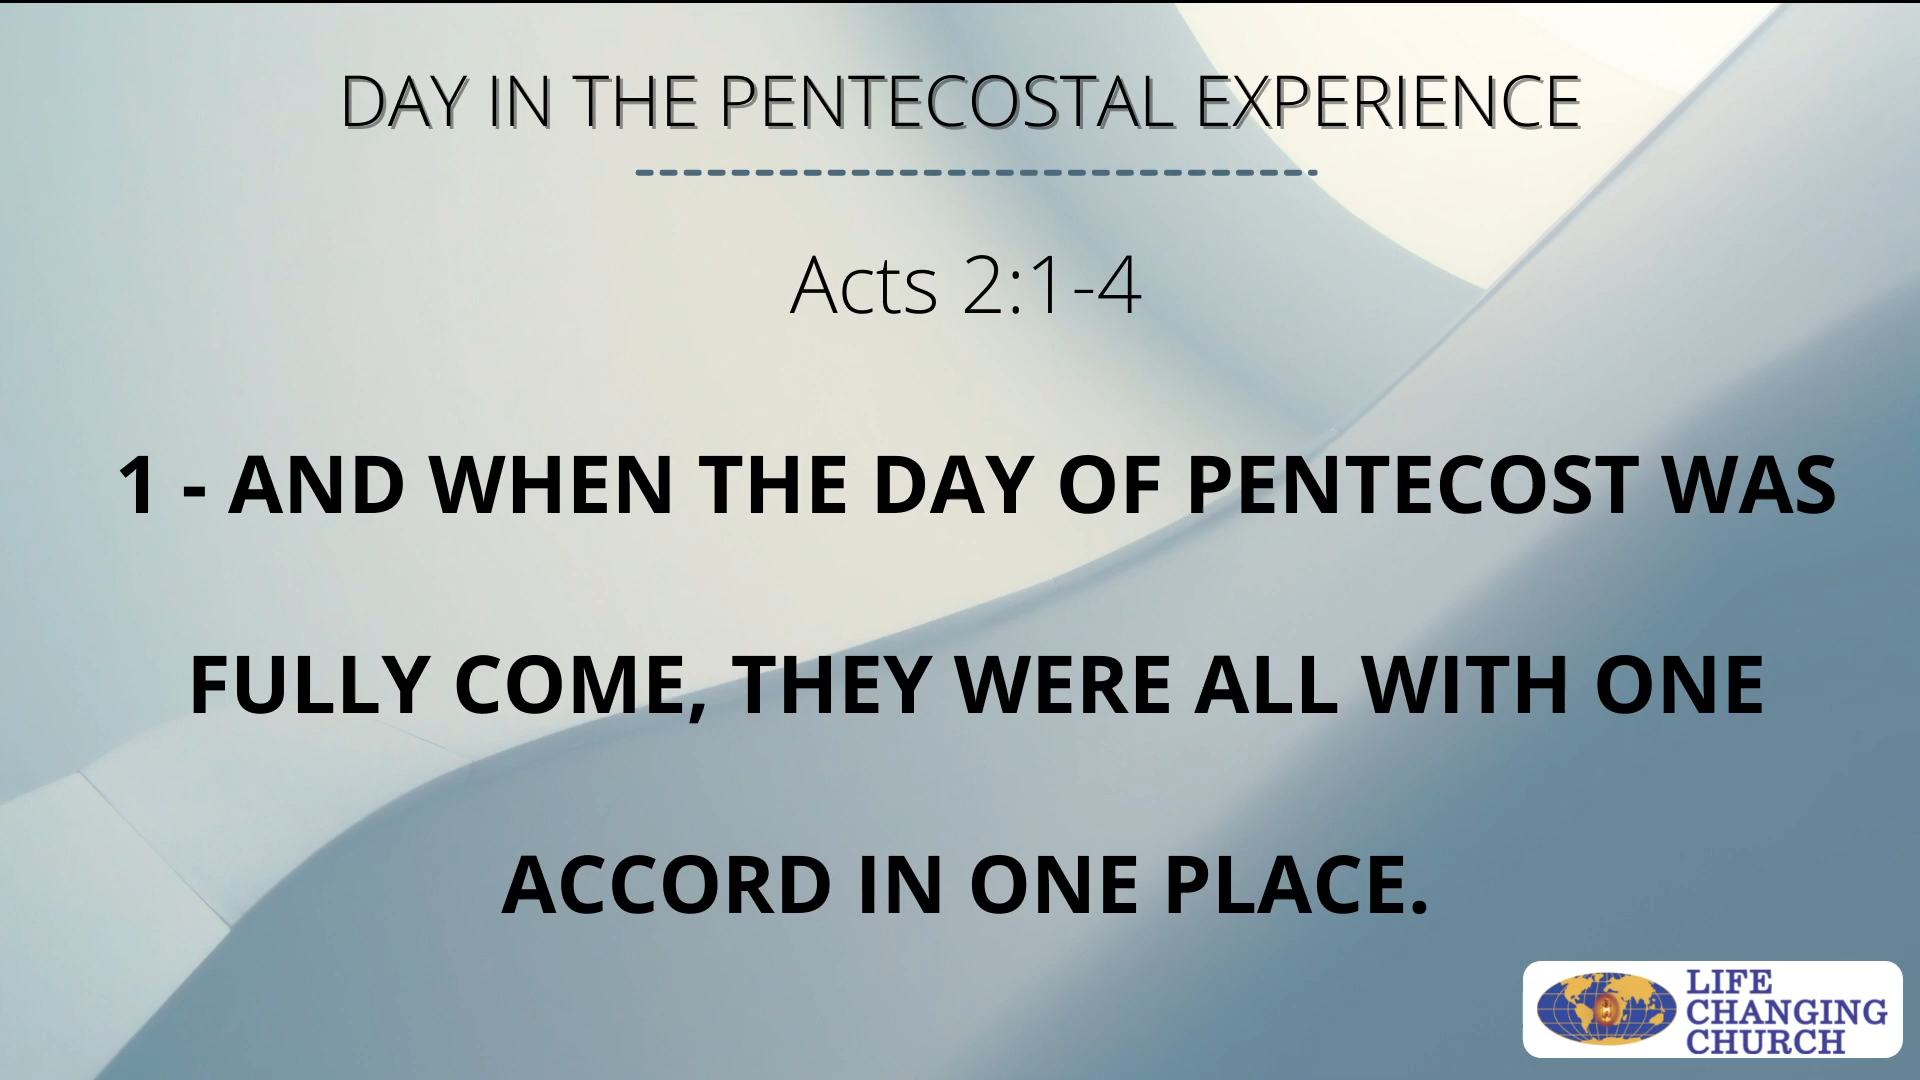 DAY IN THE PENTECOSTAL EXPERIENCE
Acts 2:1-4
1 - AND WHEN THE DAY OF PENTECOST WAS
FULLY COME, THEY WERE ALL WITH ONE
ACCORD IN ONE PLACE.
LIFE
CHANGING
CHURCH